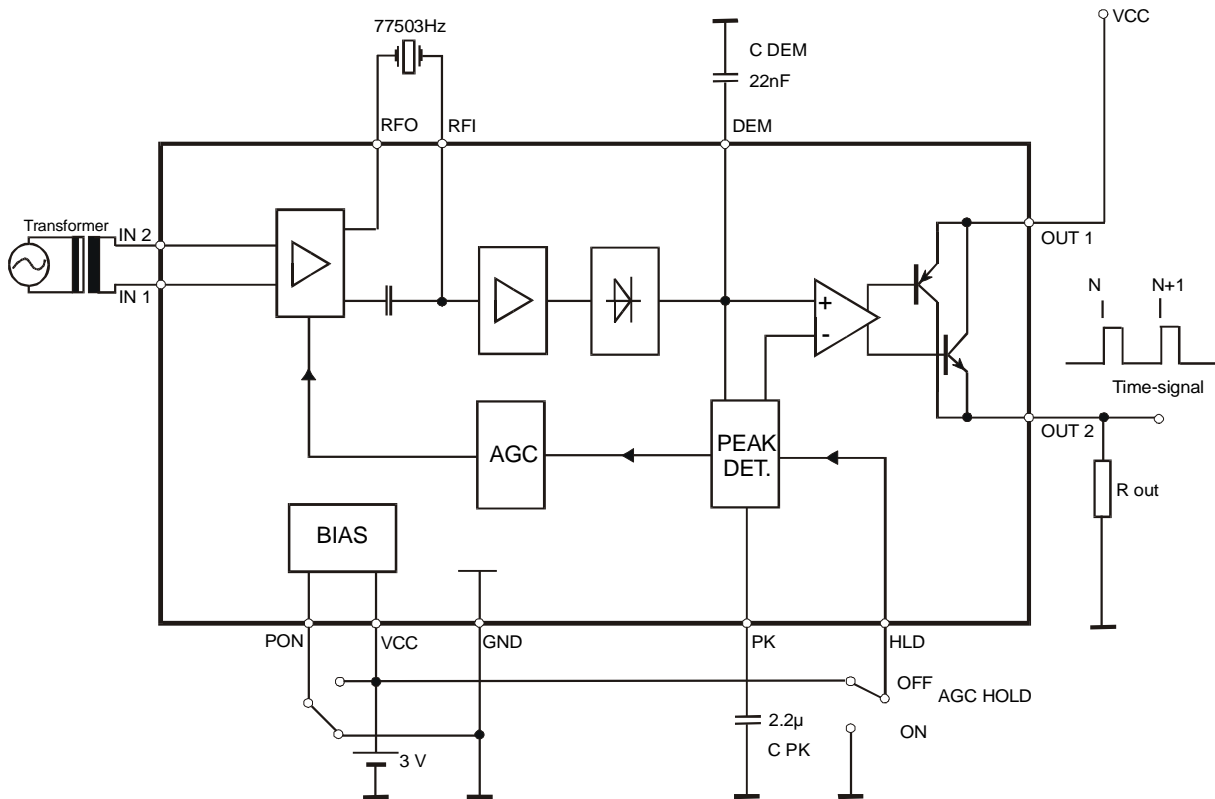 77503Hz
VCC
C DEM
22nF
RFO
RFI
DEM
Transformer
IN 2
IN 1
OUT 1
N
N+1
+
-
Time-signal
OUT 2
AGC
PEAK
DET.
R out
BIAS
PON
VCC
GND
PK
HLD
OFF
AGC HOLD
2.2µ
ON
C PK
3 V